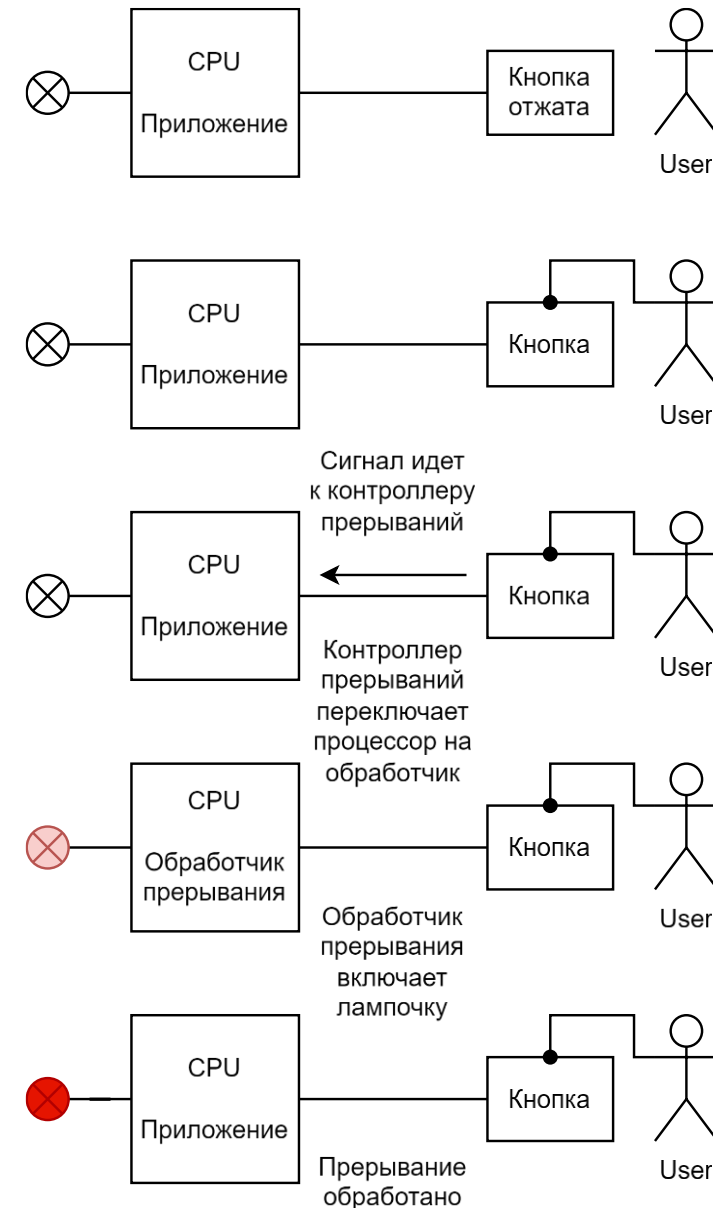 CPU
Приложение
Кнопка
отжата
User
CPU
Приложение
Кнопка
User
Сигнал идет
к контроллеру
прерываний
CPU
Приложение
Кнопка
User
Контроллер
прерываний
переключает
процессор на
обработчик
CPU
Обработчик
прерывания
Кнопка
User
Обработчик
прерывания
включает
лампочку
CPU
Приложение
Кнопка
User
Прерывание
обработано